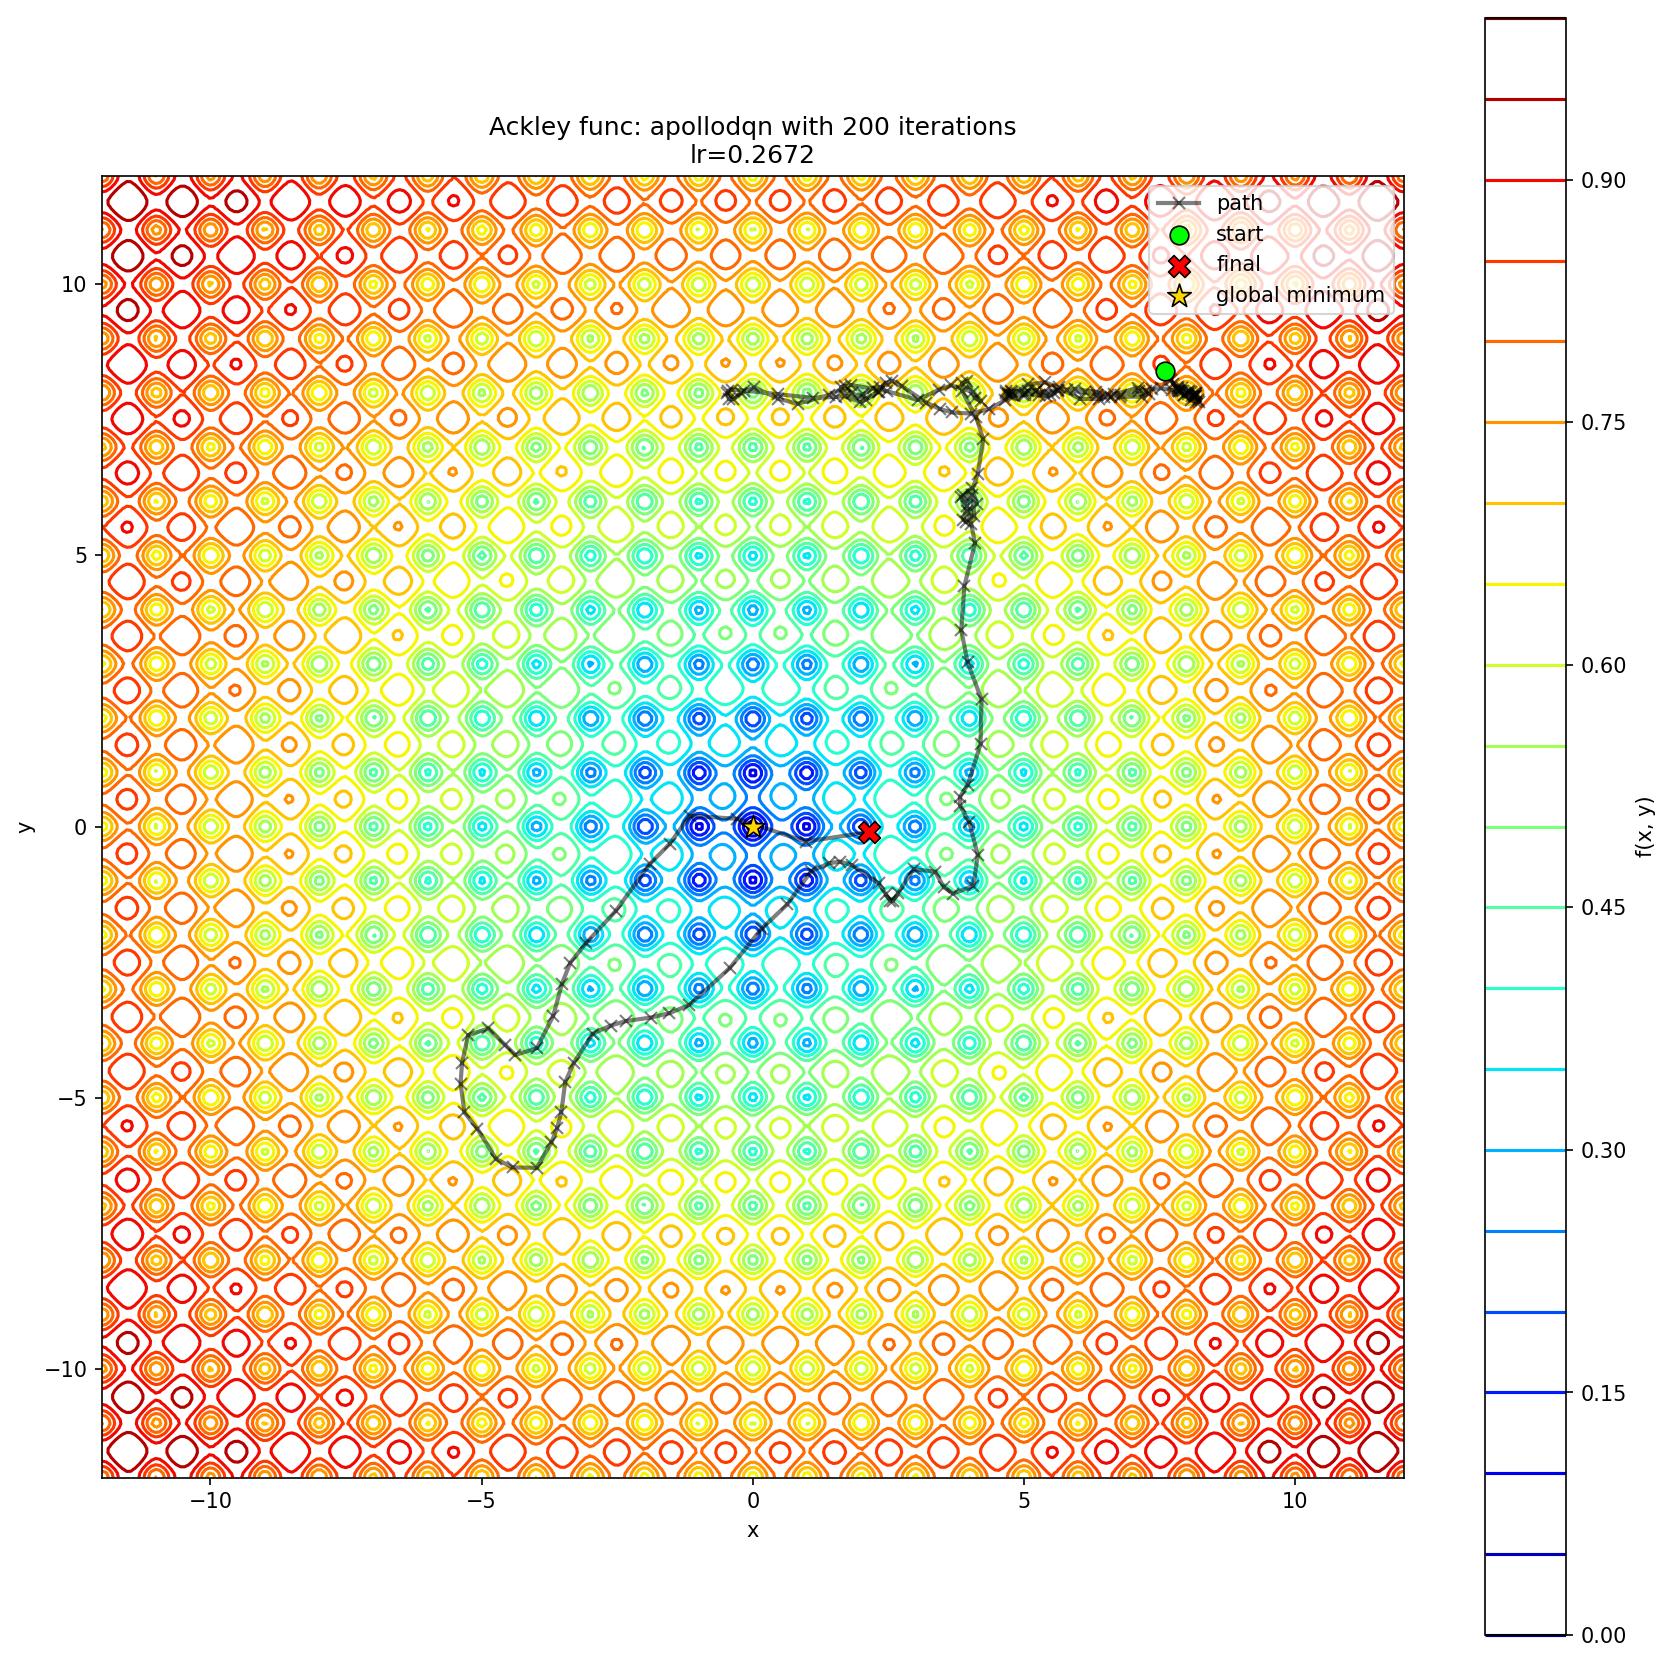 Ackley func: apollodqn with 200 iterations
lr=0.2672
path
start
final
global minimum
10
5
0
−5
−10
y
−10
−5
0
5
10
x
0.90
0.75
0.60
0.45
0.30
0.15
0.00
f(x, y)